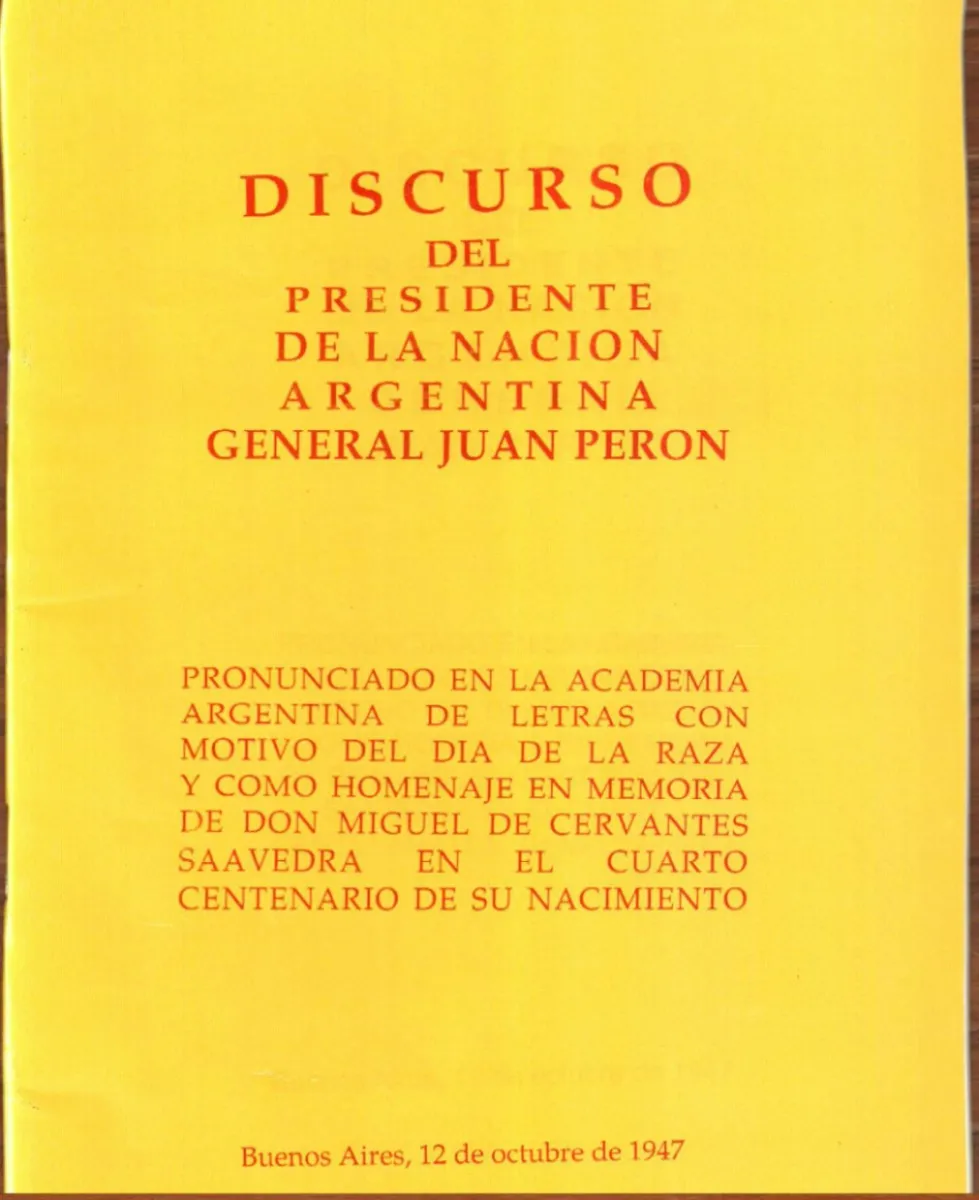 DISCURSO
DEL
PRESIDENTE
DE LA NACION
ARGENTINA
GENERAL JUAN PERON
PRONUNCIADO EN LA ACADEMIA
ARGENTINA DE LETRAS CON
MOTIVO DEL DIA DE LA RAZA
Y COMO HOMENAJE EN MEMORIA
DE DON MIGUEL DE CERVANTES
SAAVEDRA EN EL CUARTO
CENTENARIO DE SU NACIMIENTO
Buenos Aires, 12 de octubre de 1947